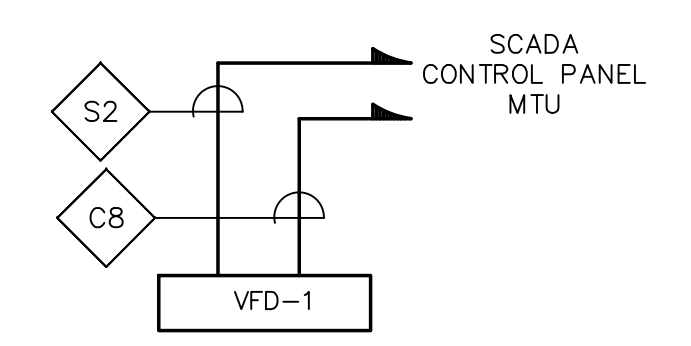 SCADA
CONTROL PANEL
MTU
S2
C8
VFD-1